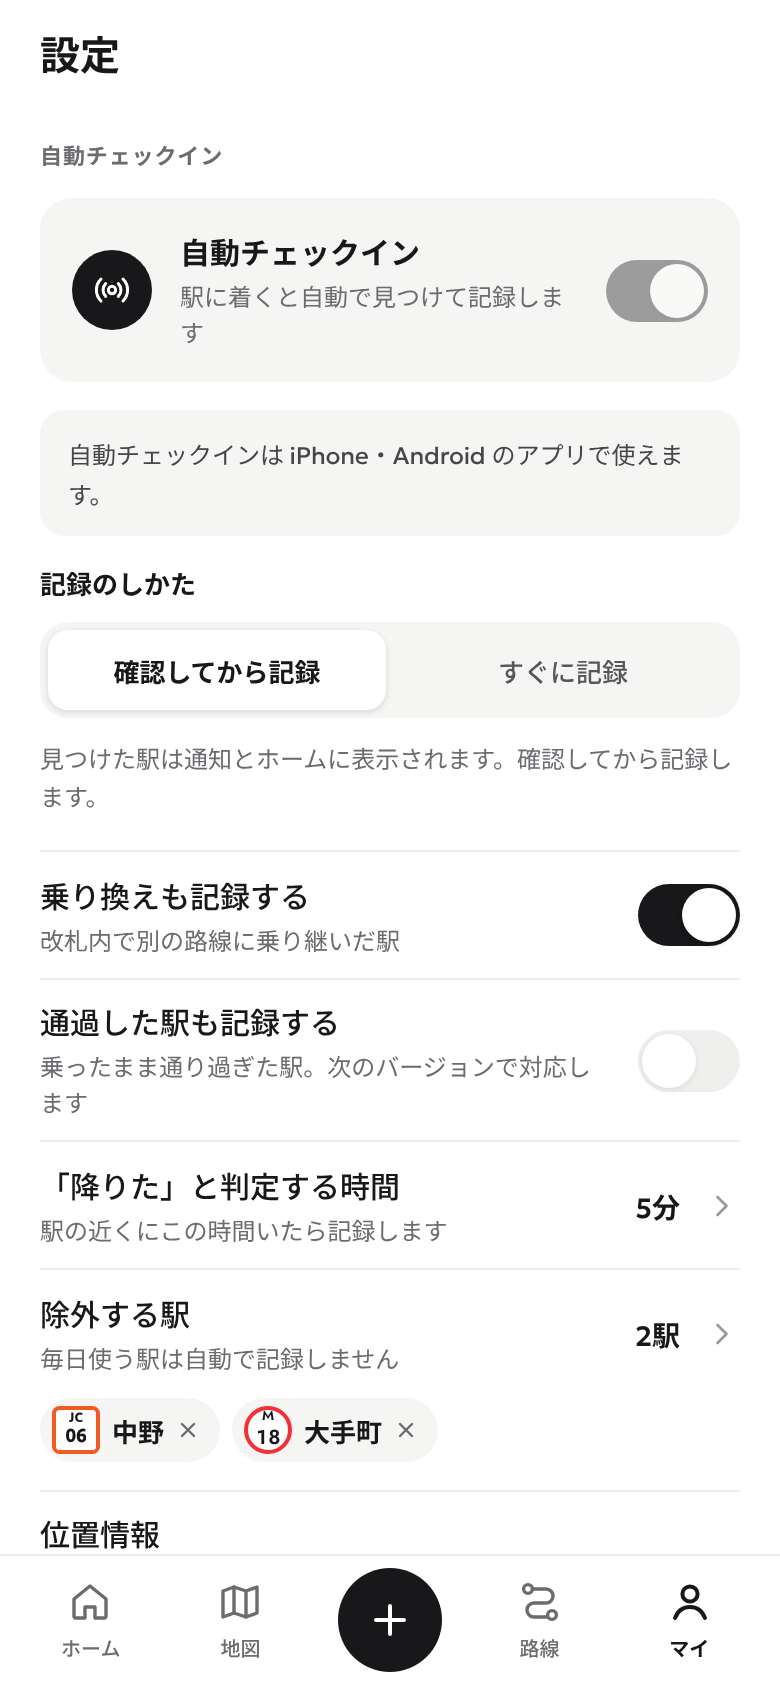 設定
自動チェックイン
自動チェックイン
駅に着くと自動で見つけて記録しま
す
自動チェックインは iPhone・Android のアプリで使えま
す。
記録のしかた
確認してから記録
すぐに記録
見つけた駅は通知とホームに表示されます。確認してから記録し
ます。
乗り換えも記録する
改札内で別の路線に乗り継いだ駅
通過した駅も記録する
乗ったまま通り過ぎた駅。次のバージョンで対応し
ます
「降りた」と判定する時間
駅の近くにこの時間いたら記録します
5分
除外する駅
毎日使う駅は自動で記録しません
2駅
JC
06
中野
M
18
大手町
位置情報
ホーム
地図
路線
マイ